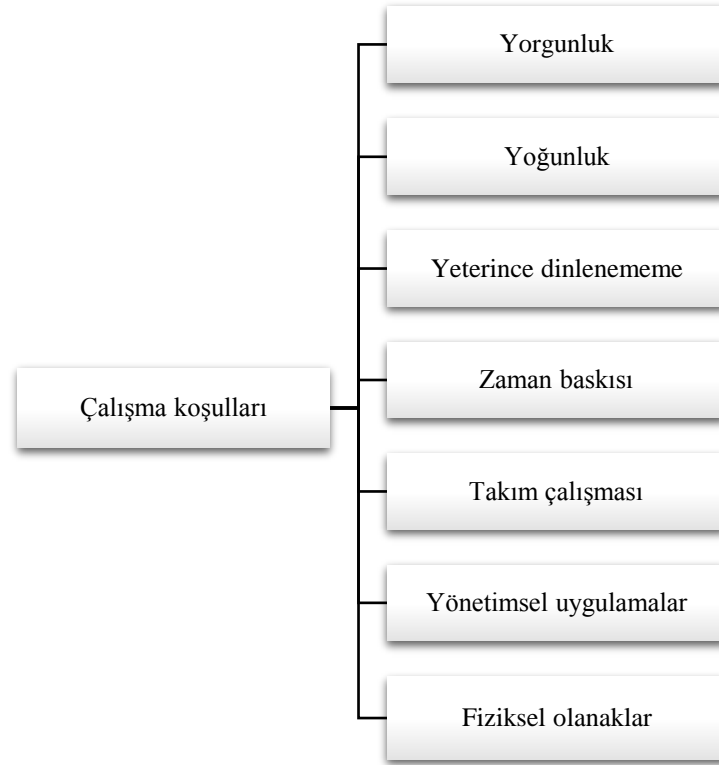 Yorgunluk
Yoğunluk
Yeterince dinlenememe
Çalışma koşulları
Zaman baskısı
Takım çalışması
Yönetimsel uygulamalar
Fiziksel olanaklar